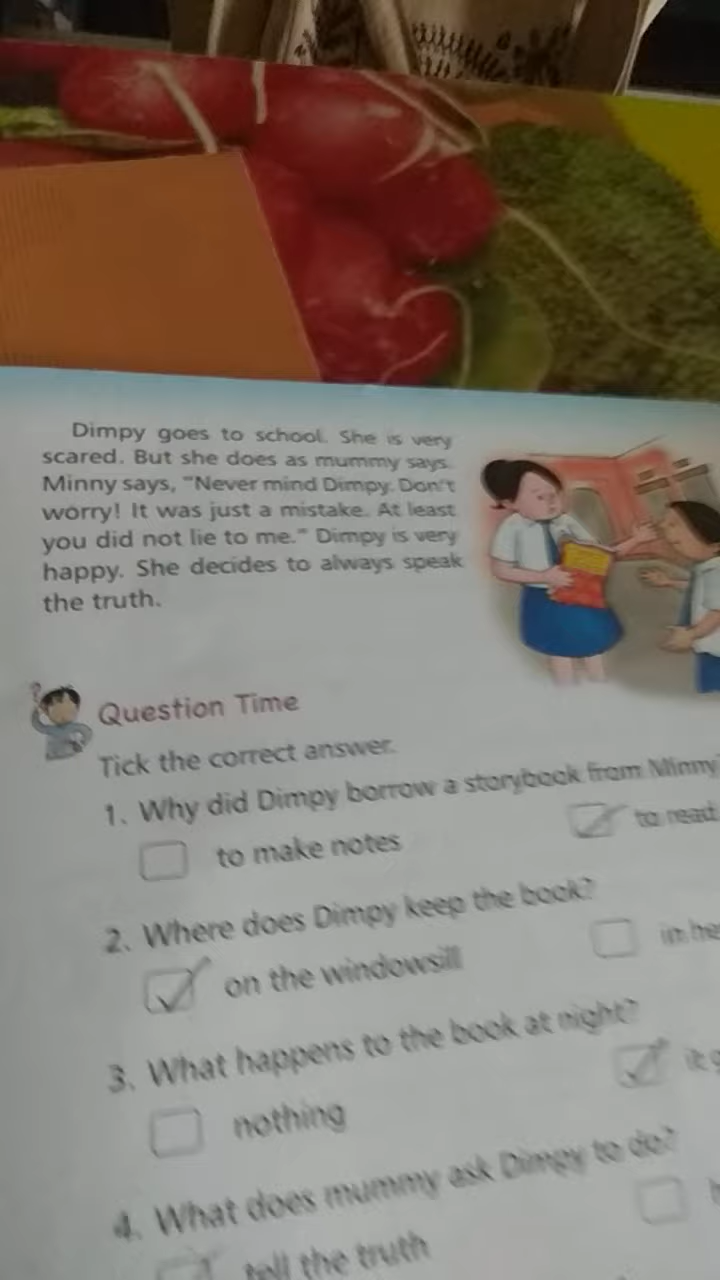 Dimpy goes to school. She is very
scared. But she does as mummy says.
Minny says, "Never mind Dimpy. Don't
worry! It was just a mistake. At least
you did not lie to me." Dimpy is very
happy. She decides to always speak
the truth.
Question Time
Tick the correct answer.
1. Why did Dimpy borrow a storybook from Minny
to make notes
to read
2. Where does Dimpy keep the book?
on the windowsill
in he
3. What happens to the book at night?
nothing
it g
4. What does mummy ask Dimpy to do?
tell the truth